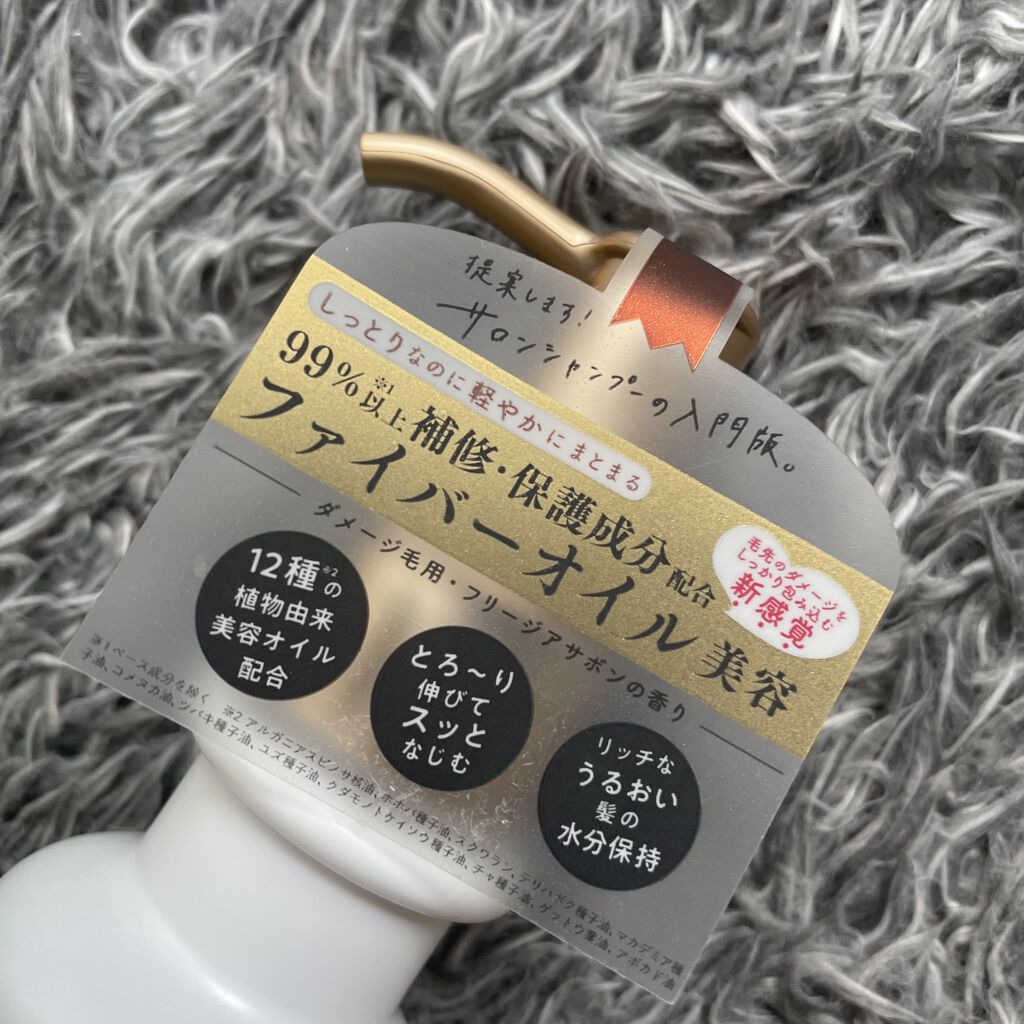 提案します!
サロンシャンプーの入門版。
しっとりなのに軽やかにまとまる
99%※1以上補修・保護成分配合
ファイバーオイル美容
毛先のダメージを
しっかり包み込む
新感覚
ダメージ毛用・フリージアサボンの香り
12種※2の
植物由来
美容オイル
配合
とろ〜り
伸びて
スッと
なじむ
リッチな
うるおい
髪の
水分保持
※1ベース成分を除く ※2アルガニアスピノサ核油、ホホバ種子油、スクワラン、テリハボク種子油、マカデミア種
子油、コメヌカ油、ツバキ種子油、ユズ種子油、クダモノトケイソウ種子油、チャ種子油、ゲットウ葉油、アボカド油